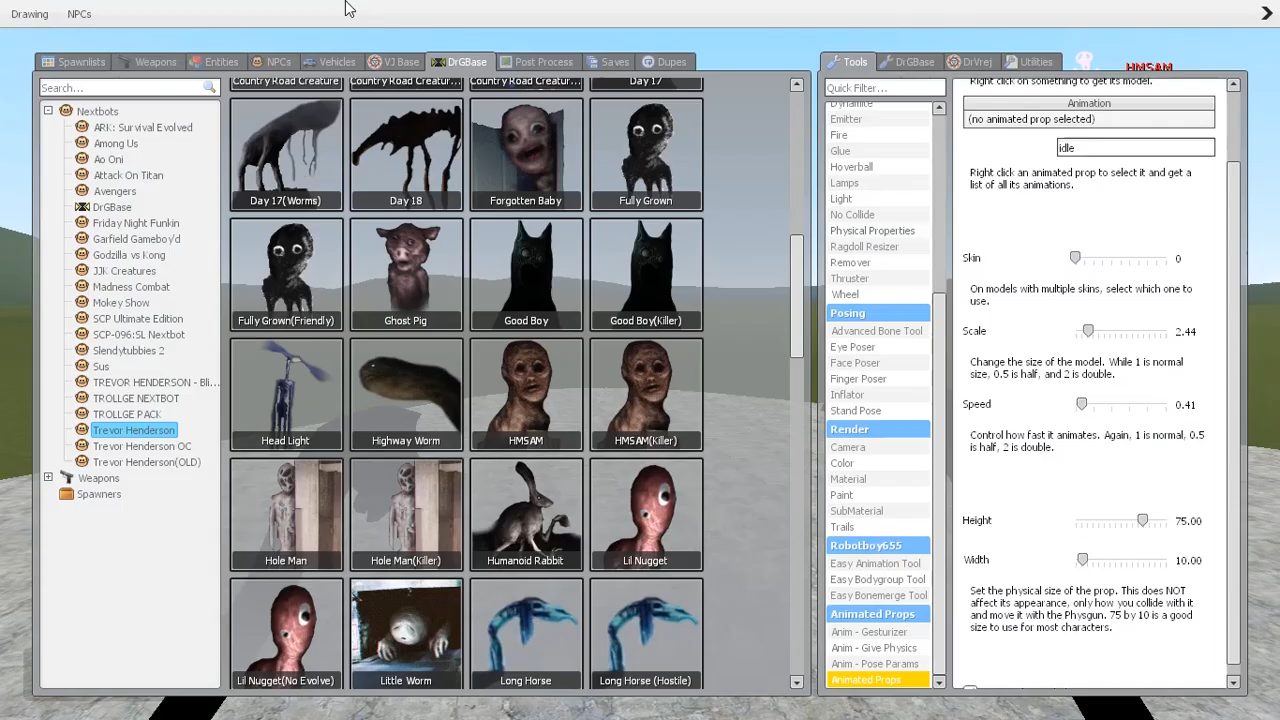 Drawing NPCs
Spawnlists Weapons Entities NPCs Vehicles VJ Base DrGBase Post Process Saves Dupes
Search...
Nextbots
ARK: Survival Evolved
Among Us
Ao Oni
Attack On Titan
Avengers
DrGBase
Friday Night Funkin
Garfield Gameboy'd
Godzilla vs Kong
JJK Creatures
Madness Combat
Mokey Show
SCP Ultimate Edition
SCP-096:SL Nextbot
Slendytubbies 2
Sus
TREVOR HENDERSON - Bli...
TROLLGE NEXTBOT
TROLLGE PACK
Trevor Henderson
Trevor Henderson OC
Trevor Henderson(OLD)
Weapons
Spawners
Country Road Creature Country Road Creatur... Country Road Creatur... Day 17
Day 17(Worms) Day 18 Forgotten Baby Fully Grown
Fully Grown(Friendly) Ghost Pig Good Boy Good Boy(Killer)
Head Light Highway Worm HMSAM HMSAM(Killer)
Hole Man Hole Man(Killer) Humanoid Rabbit Lil Nugget
Lil Nugget(No Evolve) Little Worm Long Horse Long Horse (Hostile)
Tools DrGBase DrVrej Utilities
HMSAM
Quick Filter...
Dynamite
Emitter
Fire
Glue
Hoverball
Lamps
Light
No Collide
Physical Properties
Ragdoll Resizer
Remover
Thruster
Wheel
Posing
Advanced Bone Tool
Eye Poser
Face Poser
Finger Poser
Inflator
Stand Pose
Render
Camera
Color
Material
Paint
SubMaterial
Trails
Robotboy655
Easy Animation Tool
Easy Bodygroup Tool
Easy Bonemerge Tool
Animated Props
Anim - Gesturizer
Anim - Give Physics
Anim - Pose Params
Animated Props
Right click on something to get its model.
Animation
(no animated prop selected)
idle
Right click an animated prop to select it and get a
list of all its animations.
Skin 0
On models with multiple skins, select which one to
use.
Scale 2.44
Change the size of the model. While 1 is normal
size, 0.5 is half, and 2 is double.
Speed 0.41
Control how fast it animates. Again, 1 is normal, 0.5
is half, 2 is double.
Height 75.00
Width 10.00
Set the physical size of the prop. This does NOT
affect its appearance, only how you collide with it
and move it with the Physgun. 75 by 10 is a good
size to use for most characters.